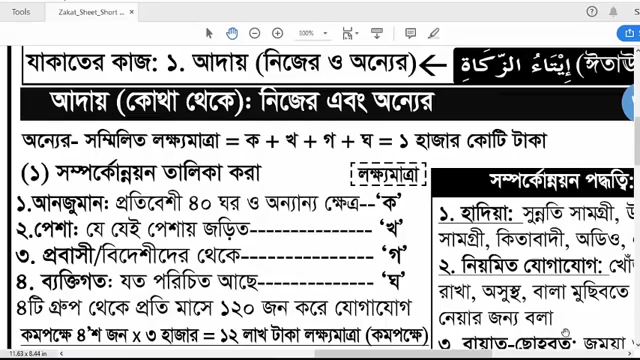 Tools
Zakat_Sheet_Short ...
100%
যাকাতের কাজ: ১. আদায় (নিজের ও অন্যের) إِيْتَاءُ الزَّكَاةِ (ঈতাউ
আদায় (কোথা থেকে): নিজের এবং অন্যের
অন্যের- সম্মিলিত লক্ষ্যমাত্রা = ক + খ + গ + ঘ = ১ হাজার কোটি টাকা
(১) সম্পর্কোন্নয়ন তালিকা করা লক্ষ্যমাত্রা
১.আনজুমান: প্রতিবেশী ৪০ ঘর ও অন্যান্য ক্ষেত্র--‘ক’
২.পেশা: যে যেই পেশায় জড়িত---------------- ‘খ’
৩. প্রবাসী/বিদেশীদের থেকে---------------- ‘গ’
৪. ব্যক্তিগত: যত পরিচিত আছে--------------- ‘ঘ’
৪টি গ্রুপ থেকে প্রতি মাসে ১২০ জন করে যোগাযোগ
কমপক্ষে ৪'শ জন x ৩ হাজার = ১২ লাখ টাকা লক্ষ্যমাত্রা (কমপক্ষে)
সম্পর্কোন্নয়ন পদ্ধতি:
১. হাদিয়া: সুন্নতি সামগ্রী,
সামগ্রী, কিতাবাদী, অডিও,
২. নিয়মিত যোগাযোগ: খোঁ
রাখা, অসুস্থ, বালা মুছিবতে
নেয়ার জন্য বলা
৩. বায়াত-ছোহবত: জুময়া
11.63 x 8.44 in